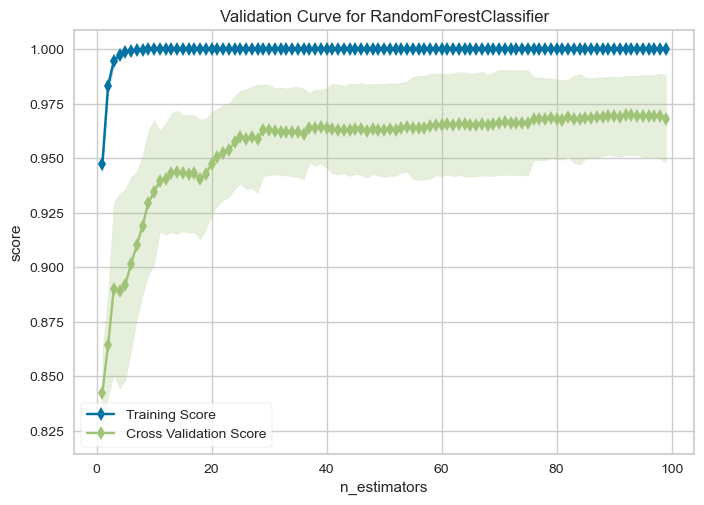 Validation Curve for RandomForestClassifier
1.000
0.975
0.950
0.925
0.900
0.875
0.850
0.825
score
Training Score
Cross Validation Score
0 20 40 60 80 100
n_estimators